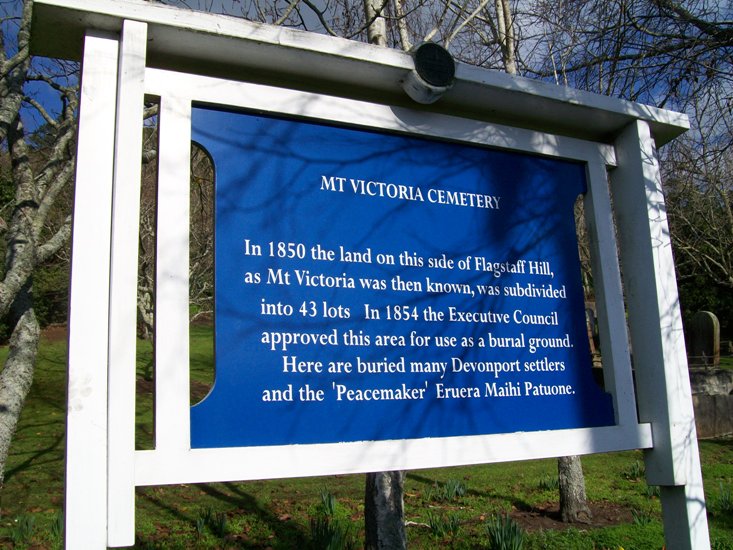 MT VICTORIA CEMETERY
In 1850 the land on this side of Flagstaff Hill,
as Mt Victoria was then known, was subdivided
into 43 lots In 1854 the Executive Council
approved this area for use as a burial ground.
Here are buried many Devonport settlers
and the 'Peacemaker' Eruera Maihi Patuone.